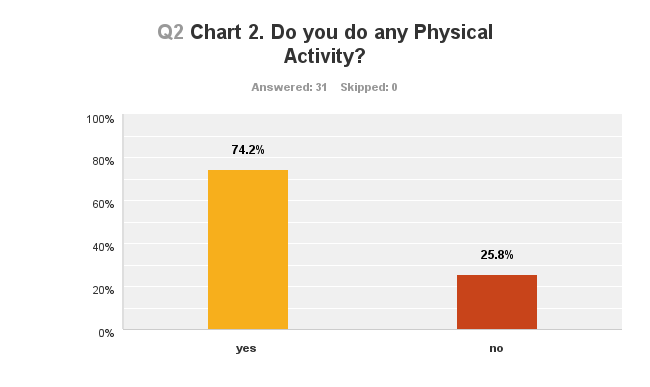 Q2 Chart 2. Do you do any Physical
Activity?
Answered: 31 Skipped: 0
100%
80%
60%
40%
20%
0%
74.2%
25.8%
yes
no